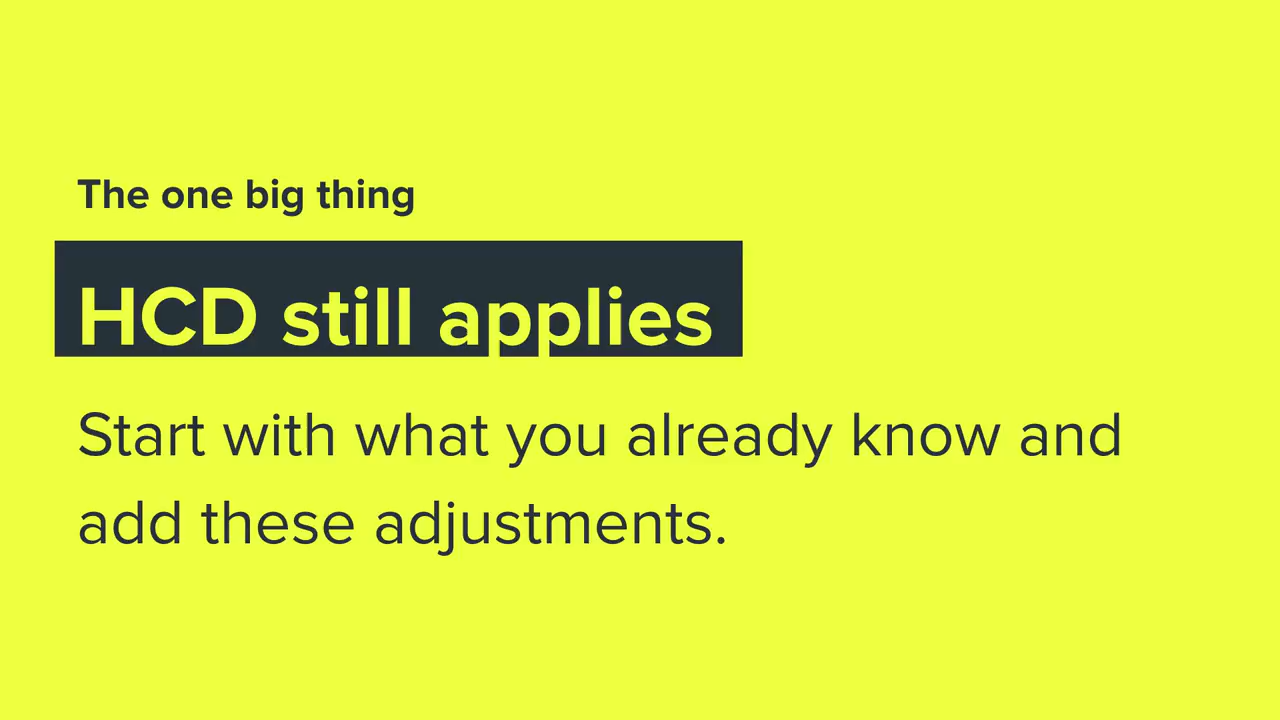 The one big thing
HCD still applies
Start with what you already know and
add these adjustments.